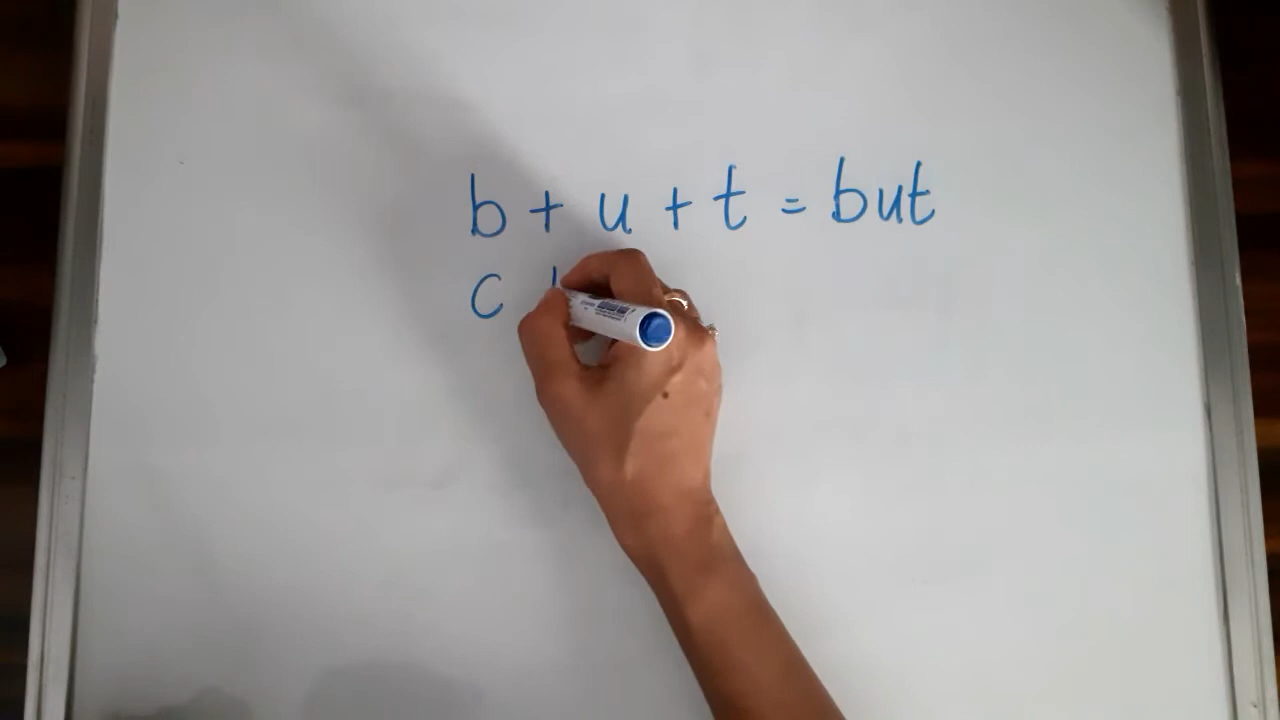 b + u + t = but
c